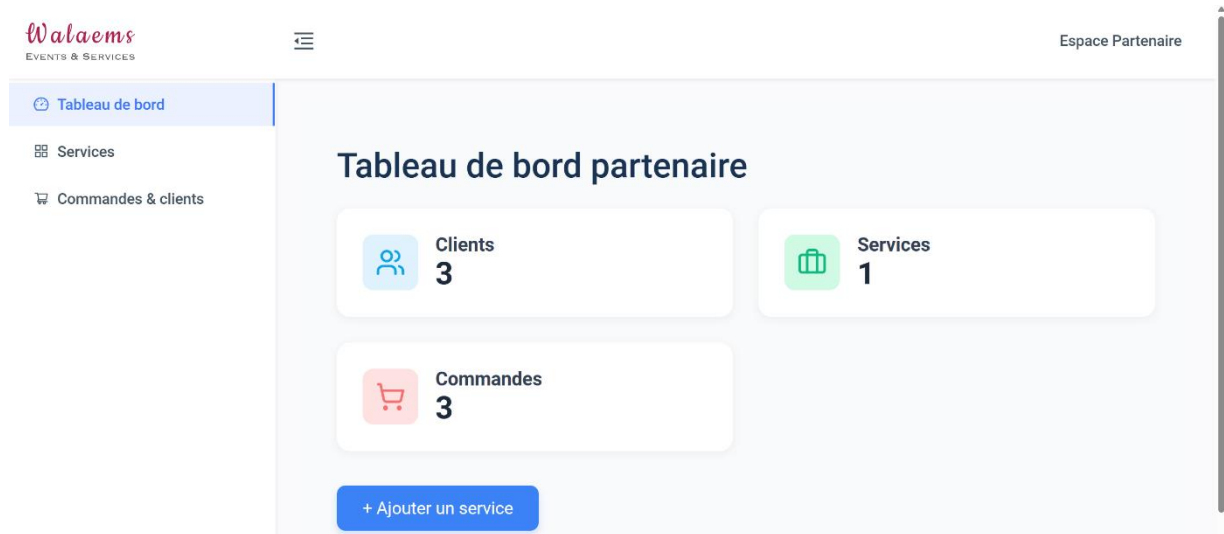 Walaems
EVENTS & SERVICES
Espace Partenaire
Tableau de bord
Services
Commandes & clients
Tableau de bord partenaire
Clients
3
Services
1
Commandes
3
+ Ajouter un service